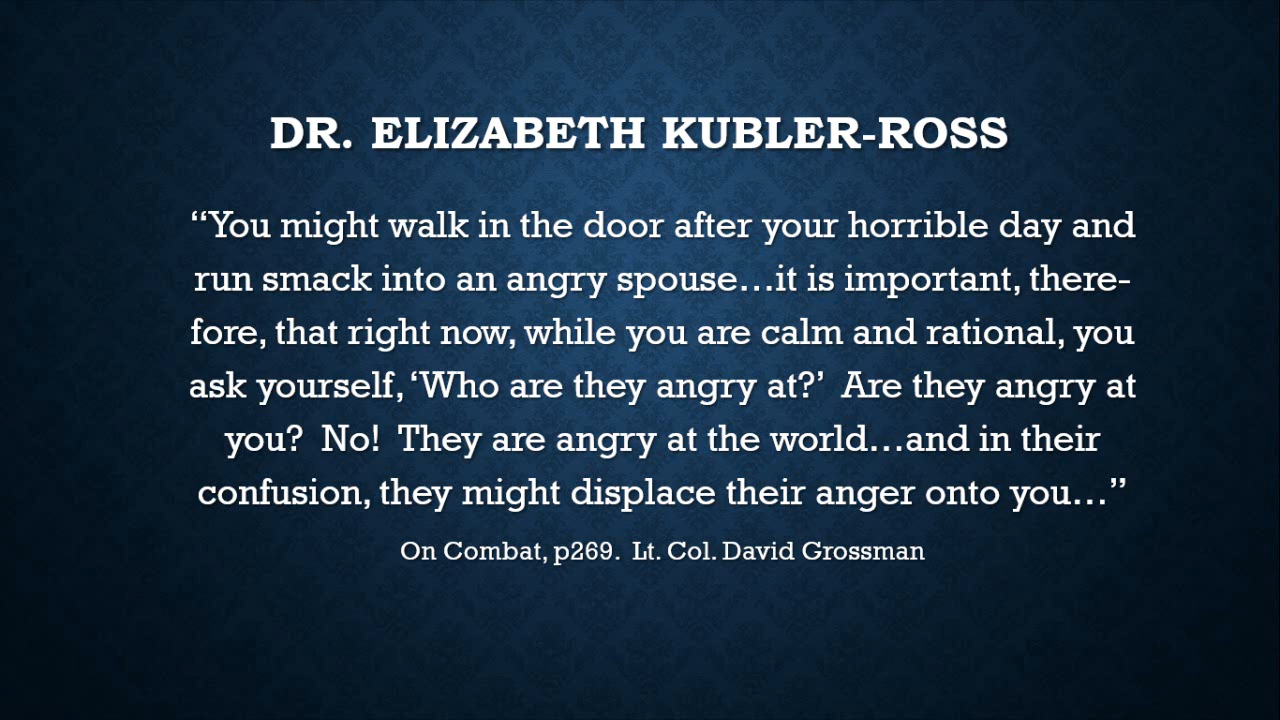 DR. ELIZABETH KUBLER-ROSS
“You might walk in the door after your horrible day and
run smack into an angry spouse…it is important, there-
fore, that right now, while you are calm and rational, you
ask yourself, ‘Who are they angry at?’  Are they angry at
you?  No!  They are angry at the world…and in their
confusion, they might displace their anger onto you…”
On Combat, p269.  Lt. Col. David Grossman